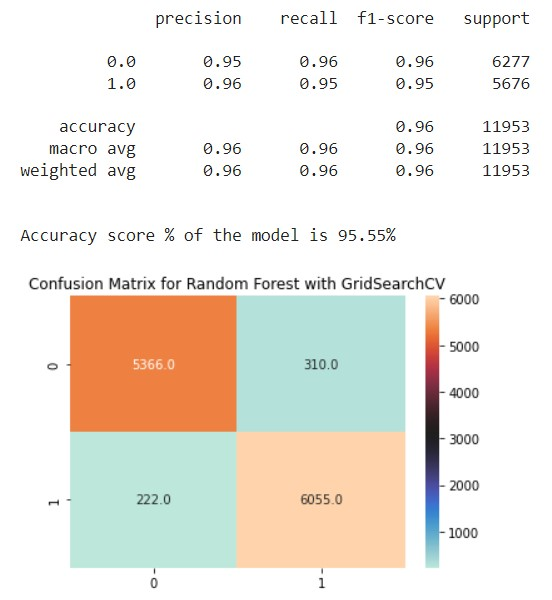 precision recall f1-score support
0.0 0.95 0.96 0.96 6277
1.0 0.96 0.95 0.95 5676
accuracy 0.96 11953
macro avg 0.96 0.96 0.96 11953
weighted avg 0.96 0.96 0.96 11953
Accuracy score % of the model is 95.55%
Confusion Matrix for Random Forest with GridSearchCV
6000
5000
0 5366.0 310.0
4000
3000
2000
1 222.0 6055.0
1000
0 1